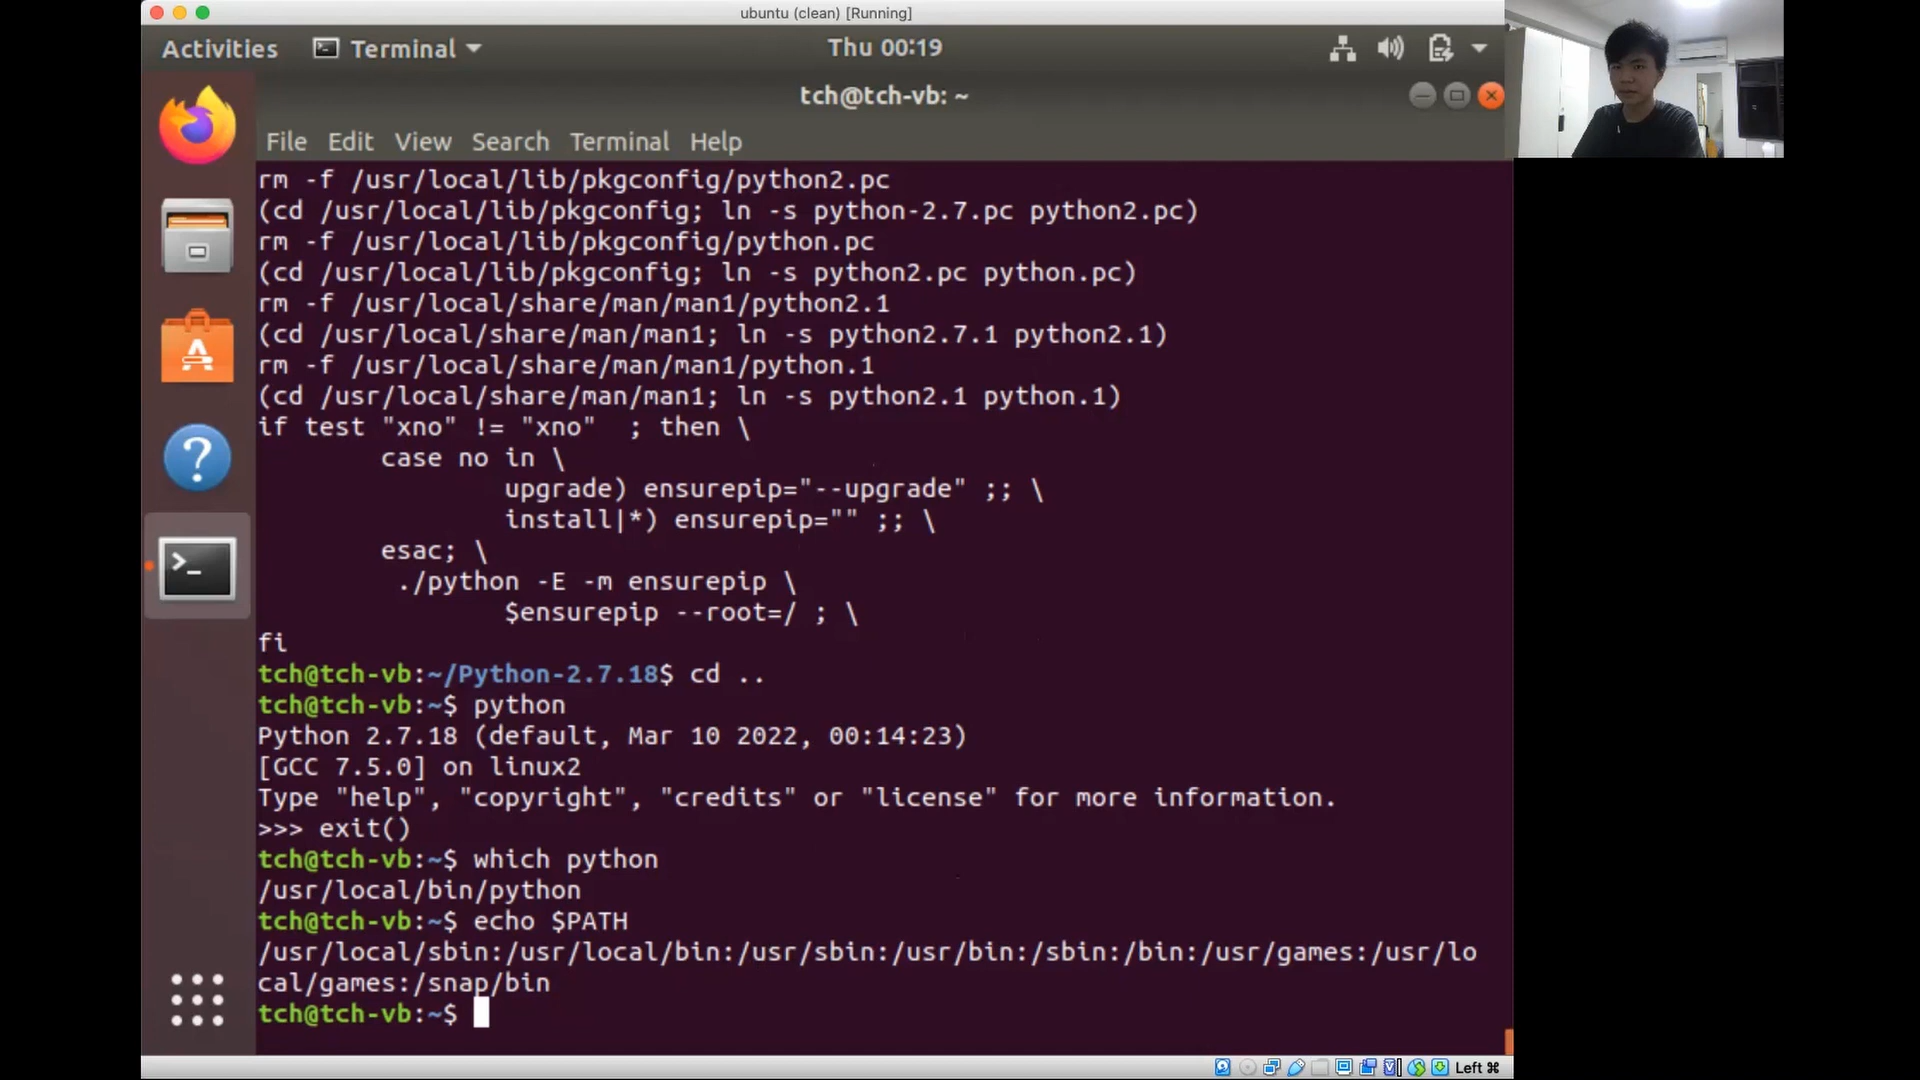 ubuntu (clean) [Running]
Activities Terminal Thu 00:19
tch@tch-vb: ~
File Edit View Search Terminal Help
rm -f /usr/local/lib/pkgconfig/python2.pc
(cd /usr/local/lib/pkgconfig; ln -s python-2.7.pc python2.pc)
rm -f /usr/local/lib/pkgconfig/python.pc
(cd /usr/local/lib/pkgconfig; ln -s python2.pc python.pc)
rm -f /usr/local/share/man/man1/python2.1
(cd /usr/local/share/man/man1; ln -s python2.7.1 python2.1)
rm -f /usr/local/share/man/man1/python.1
(cd /usr/local/share/man/man1; ln -s python2.1 python.1)
if test "xno" != "xno"  ; then \
        case no in \
                upgrade) ensurepip="--upgrade" ;; \
                install|*) ensurepip="" ;; \
        esac; \
         ./python -E -m ensurepip \
                $ensurepip --root=/ ; \
fi
tch@tch-vb:~/Python-2.7.18$ cd ..
tch@tch-vb:~$ python
Python 2.7.18 (default, Mar 10 2022, 00:14:23)
[GCC 7.5.0] on linux2
Type "help", "copyright", "credits" or "license" for more information.
>>> exit()
tch@tch-vb:~$ which python
/usr/local/bin/python
tch@tch-vb:~$ echo $PATH
/usr/local/sbin:/usr/local/bin:/usr/sbin:/usr/bin:/sbin:/bin:/usr/games:/usr/lo
cal/games:/snap/bin
tch@tch-vb:~$
Left ⌘